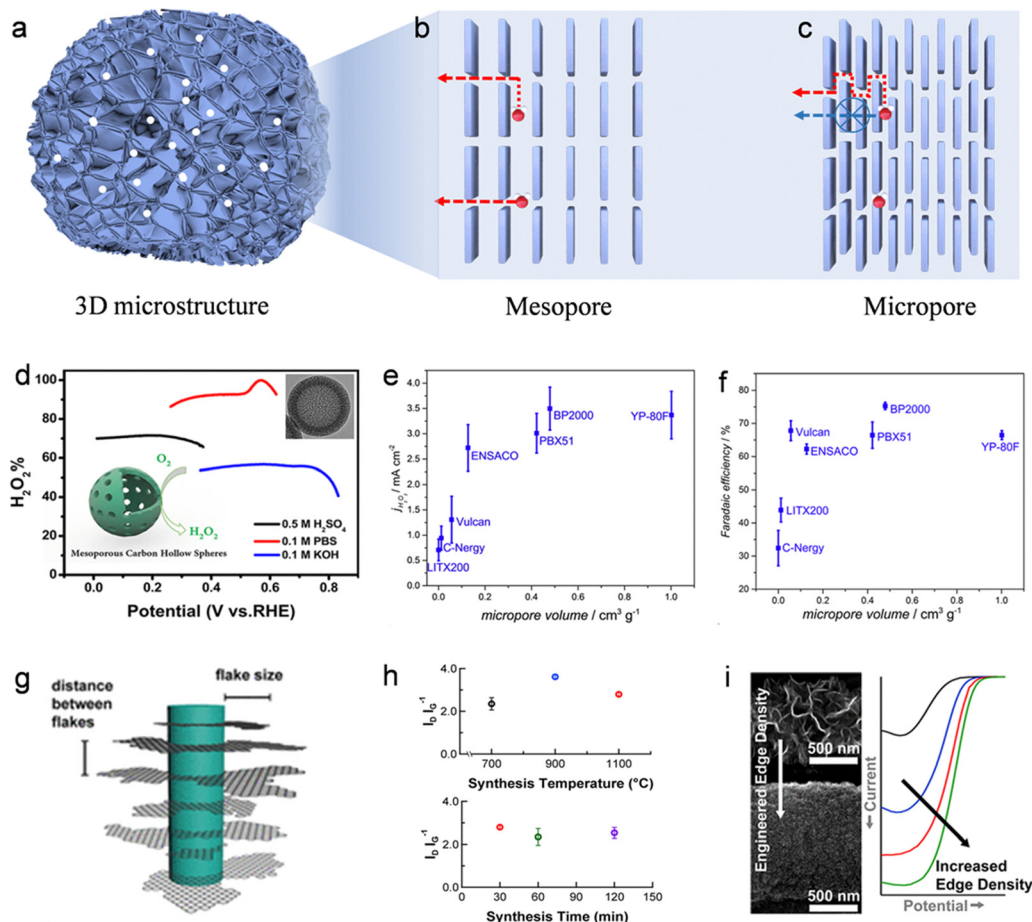 a
b
c
3D microstructure
Mesopore
Micropore
d
H2O2%
100
80
60
40
20
0
O2
H2O2
Mesoporous Carbon Hollow Spheres
0.5 M H2SO4
0.1 M PBS
0.1 M KOH
0.0
0.2
0.4
0.6
0.8
Potential (V vs.RHE)
e
jH2O2 / mA cm-2
4.0
3.5
3.0
2.5
2.0
1.5
1.0
0.5
0.0
BP2000
YP-80F
PBX51
ENSACO
Vulcan
C-Nergy
LITX200
0.0
0.2
0.4
0.6
0.8
1.0
micropore volume / cm3 g-1
f
Faradaic efficiency / %
90
80
70
60
50
40
30
20
BP2000
Vulcan
PBX51
ENSACO
YP-80F
LITX200
C-Nergy
0.0
0.2
0.4
0.6
0.8
1.0
micropore volume / cm3 g-1
g
flake size
distance
between
flakes
h
ID IG-1
4.0
2.0
0
700
900
1100
Synthesis Temperature (°C)
ID IG-1
4.0
2.0
0
0
30
60
90
120
150
Synthesis Time (min)
i
Engineered Edge Density
500 nm
500 nm
Current
Increased
Edge Density
Potential